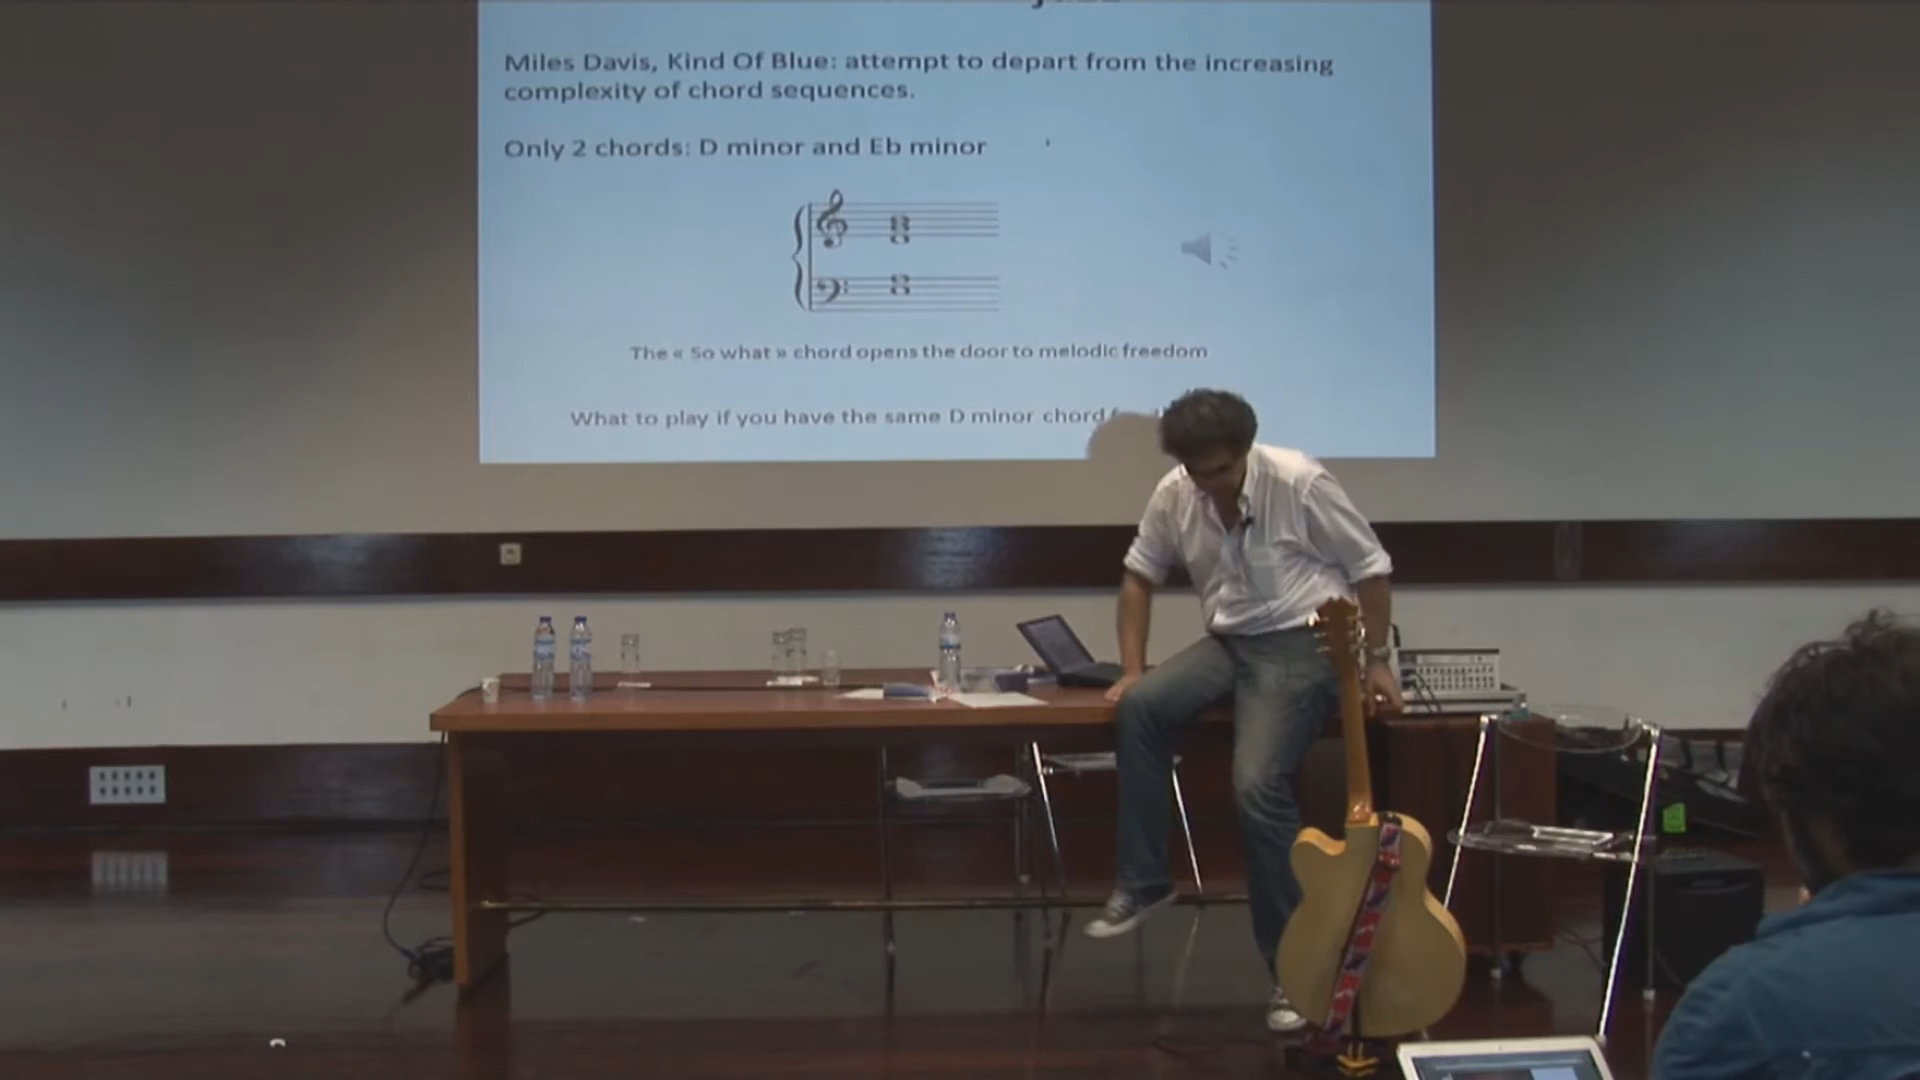 Miles Davis, Kind Of Blue: attempt to depart from the increasing
complexity of chord sequences.
Only 2 chords: D minor and Eb minor
The « So what » chord opens the door to melodic freedom
What to play if you have the same D minor chord